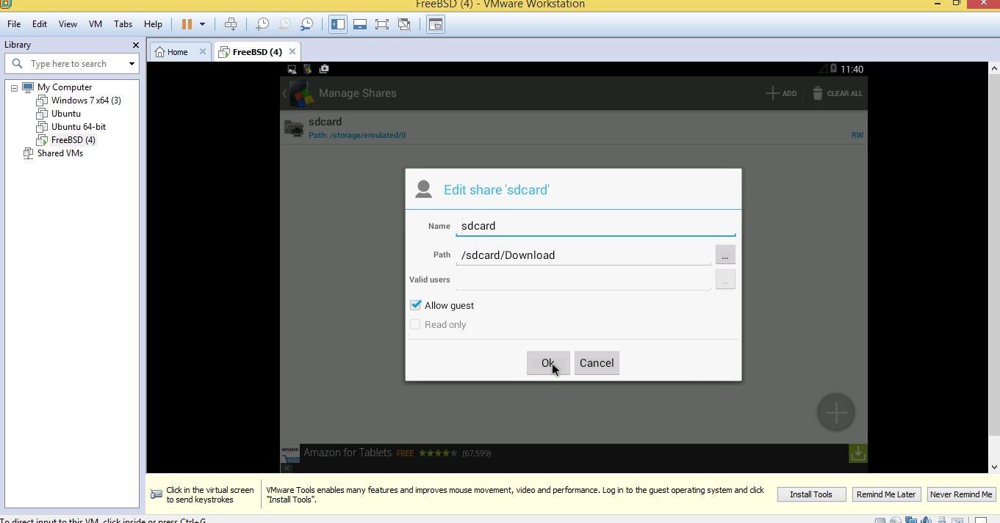 FreeBSD (4) - VMware Workstation
File Edit View VM Tabs Help
Library
Type here to search
My Computer
Windows 7 x64 (3)
Ubuntu
Ubuntu 64-bit
FreeBSD (4)
Shared VMs
Home
FreeBSD (4)
11:40
Manage Shares
ADD
CLEAR ALL
sdcard
Path: /storage/emulated/0
RW
Edit share 'sdcard'
Name sdcard
Path /sdcard/Download ...
Valid users ...
Allow guest
Read only
Ok Cancel
amazon
Amazon for Tablets FREE (67,599)
Click in the virtual screen
to send keystrokes
VMware Tools enables many features and improves mouse movement, video and performance. Log in to the guest operating system and click
"Install Tools".
Install Tools Remind Me Later Never Remind Me
To direct input to this VM, click inside or press Ctrl+G.